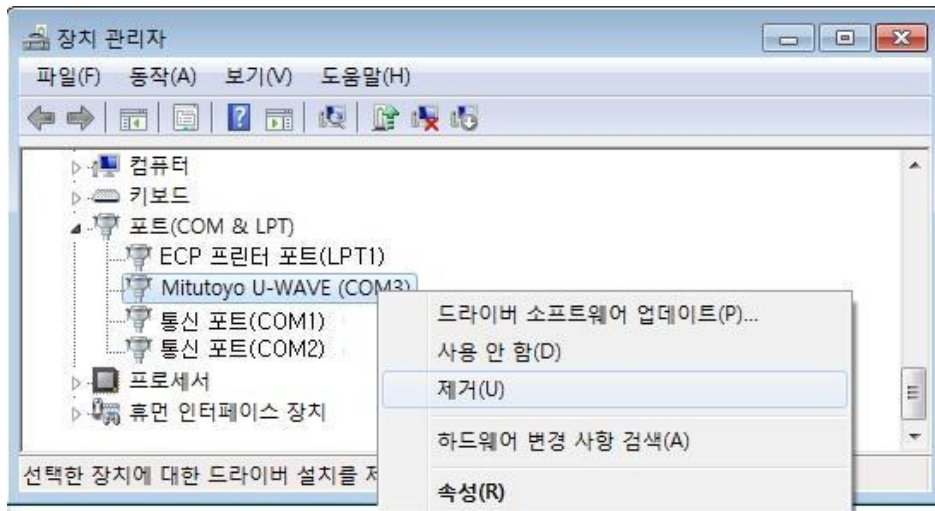 장치 관리자
파일(F) 동작(A) 보기(V) 도움말(H)
컴퓨터
키보드
포트(COM & LPT)
ECP 프린터 포트(LPT1)
Mitutoyo U-WAVE (COM3)
통신 포트(COM1)
통신 포트(COM2)
프로세서
휴먼 인터페이스 장치
선택한 장치에 대한 드라이버 설치를
드라이버 소프트웨어 업데이트(P)...
사용 안 함(D)
제거(U)
하드웨어 변경 사항 검색(A)
속성(R)